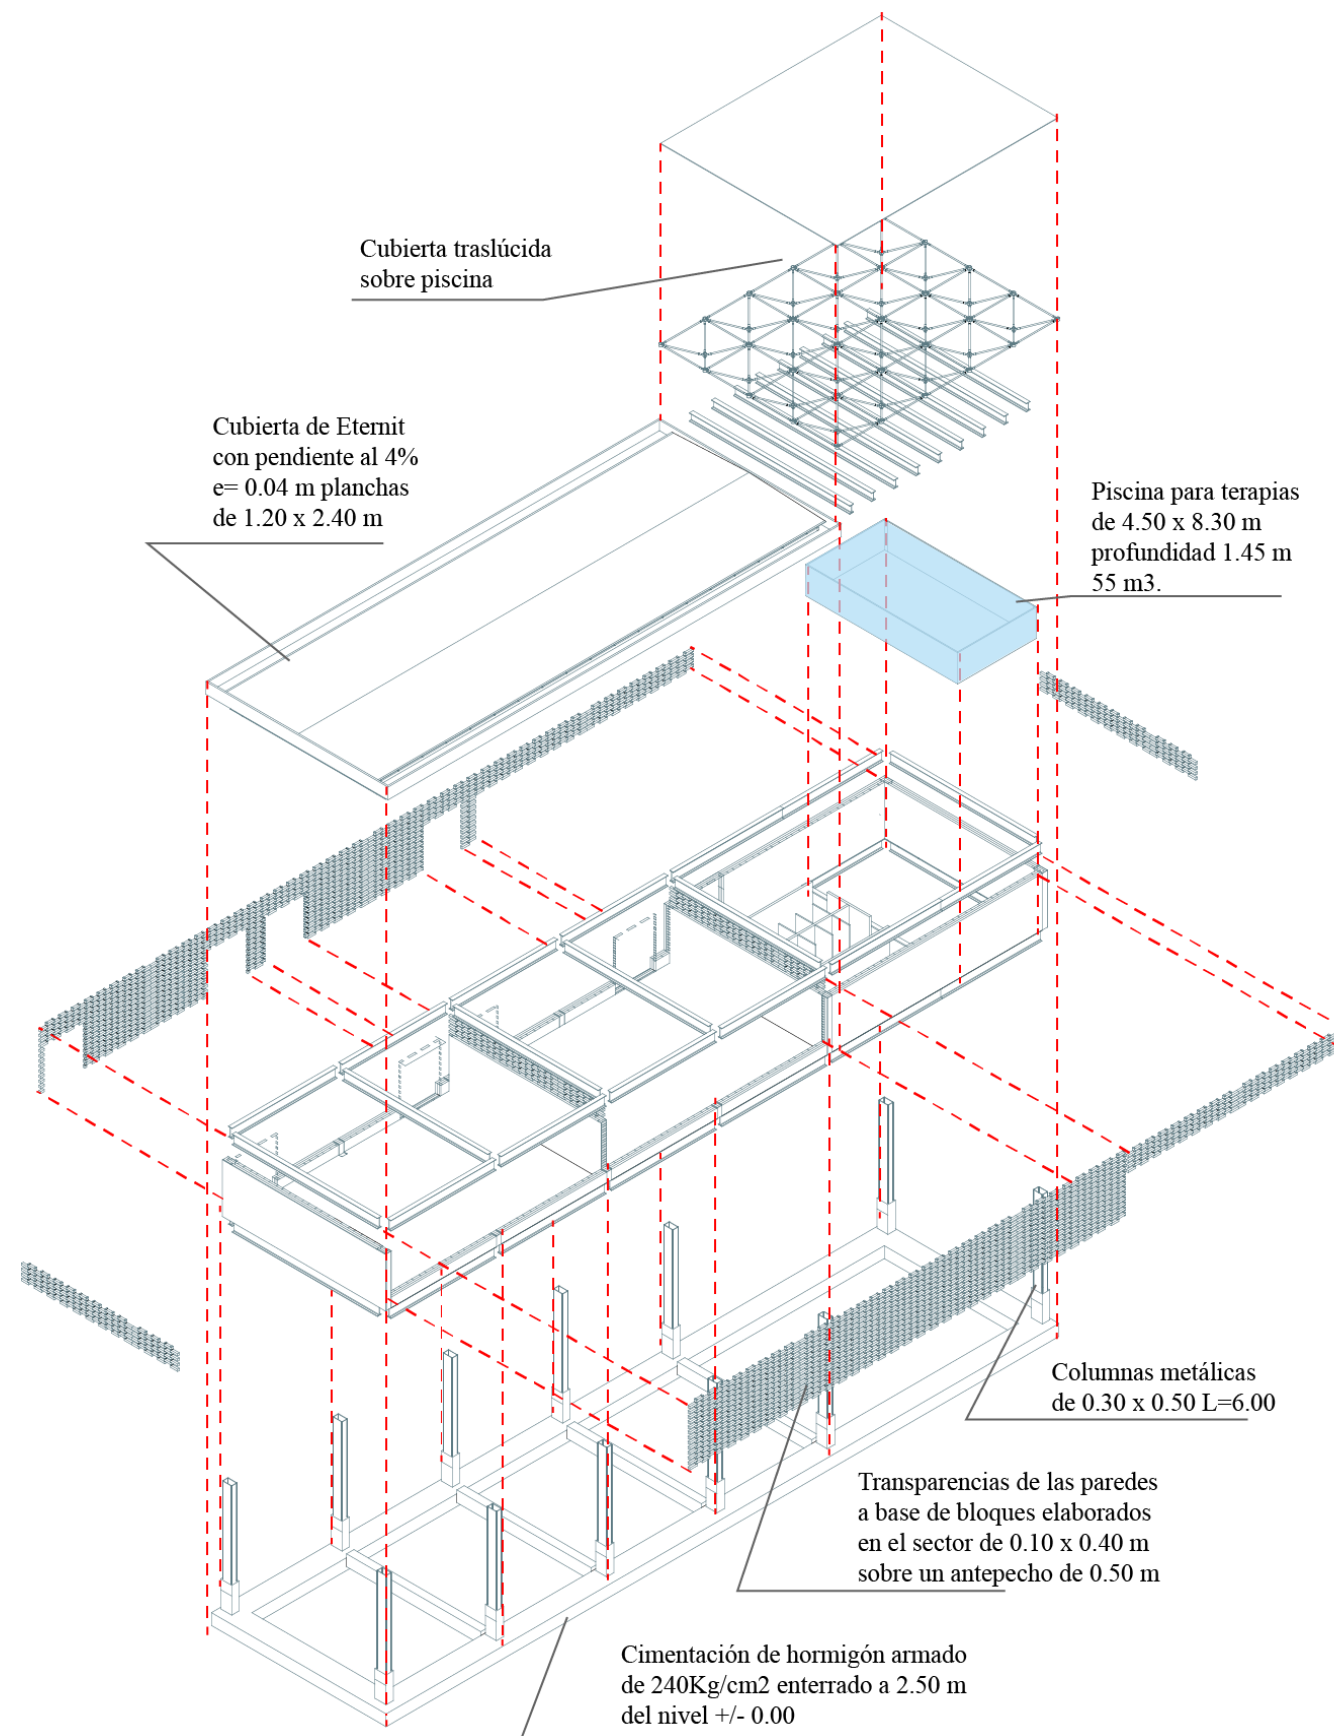 Cubierta traslúcida
sobre piscina
Cubierta de Eternit
con pendiente al 4%
e= 0.04 m planchas
de 1.20 x 2.40 m
Piscina para terapias
de 4.50 x 8.30 m
profundidad 1.45 m
55 m3.
Columnas metálicas
de 0.30 x 0.50 L=6.00
Transparencias de las paredes
a base de bloques elaborados
en el sector de 0.10 x 0.40 m
sobre un antepecho de 0.50 m
Cimentación de hormigón armado
de 240Kg/cm2 enterrado a 2.50 m
del nivel +/- 0.00